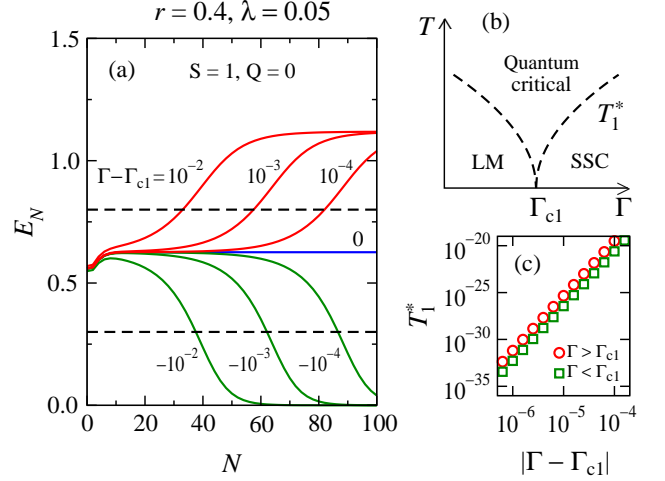 r = 0.4, λ = 0.05
(a)
S = 1, Q = 0
Γ−Γc1=10⁻²
10⁻³
10⁻⁴
0
−10⁻²
−10⁻³
−10⁻⁴
1.5
1.0
0.5
0.0
E_N
0 20 40 60 80 100
N
(b)
T
Quantum
critical
T₁*
LM
SSC
Γc1
Γ
(c)
10⁻²⁰
10⁻²⁵
10⁻³⁰
10⁻³⁵
T₁*
Γ > Γc1
Γ < Γc1
10⁻⁶ 10⁻⁵ 10⁻⁴
|Γ − Γc1|